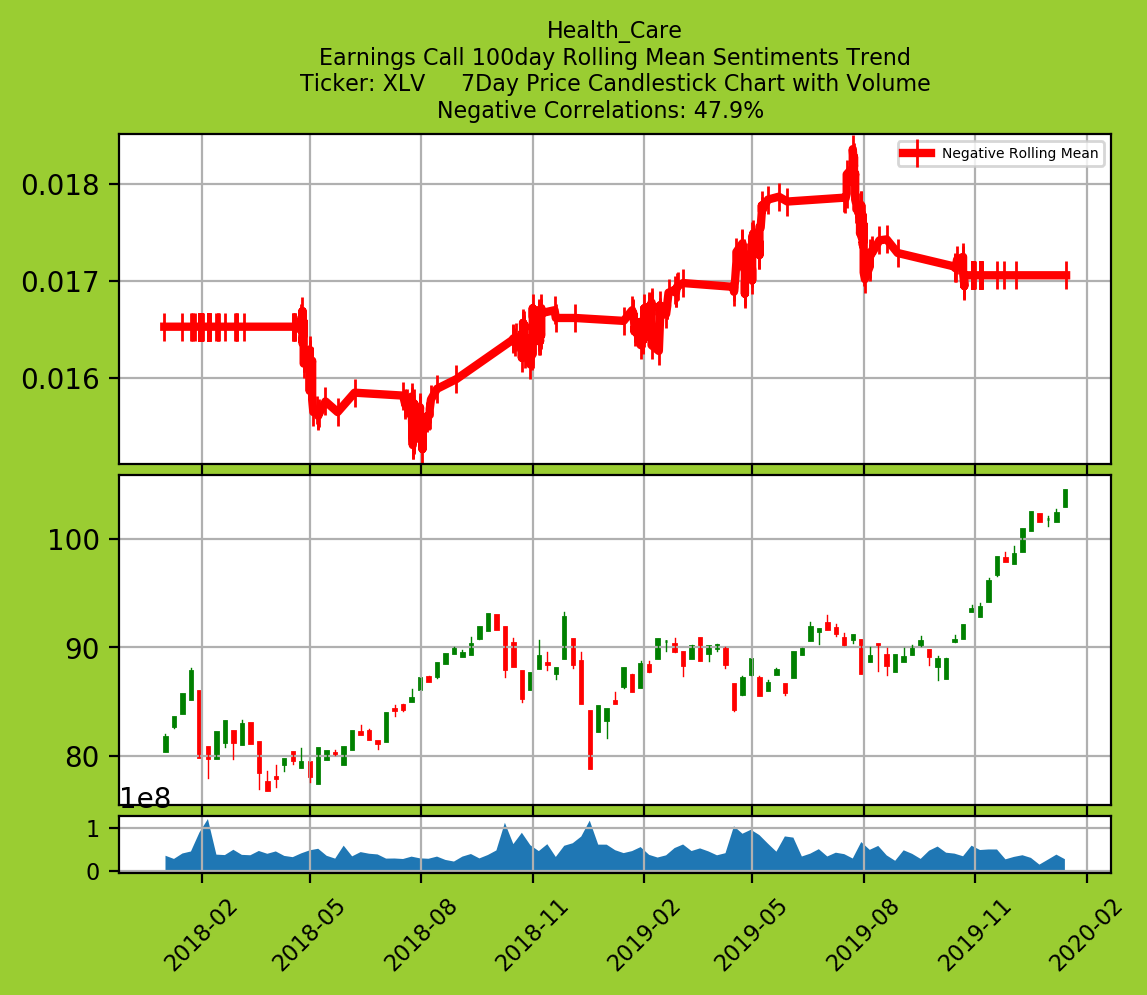 Health_Care
Earnings Call 100day Rolling Mean Sentiments Trend
Ticker: XLV     7Day Price Candlestick Chart with Volume
Negative Correlations: 47.9%
Negative Rolling Mean
0.018
0.017
0.016
100
90
80
1e8
1
0
2018-02
2018-05
2018-08
2018-11
2019-02
2019-05
2019-08
2019-11
2020-02